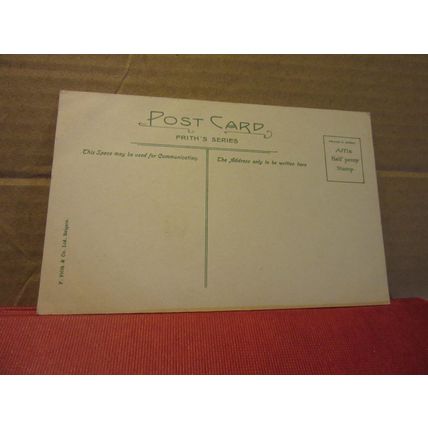 POST CARD
FRITH'S SERIES
This Space may be used for Communicating.
The Address only to be written here
Affix
Half penny
Stamp.
F. Frith & Co. Ltd. Reigate.